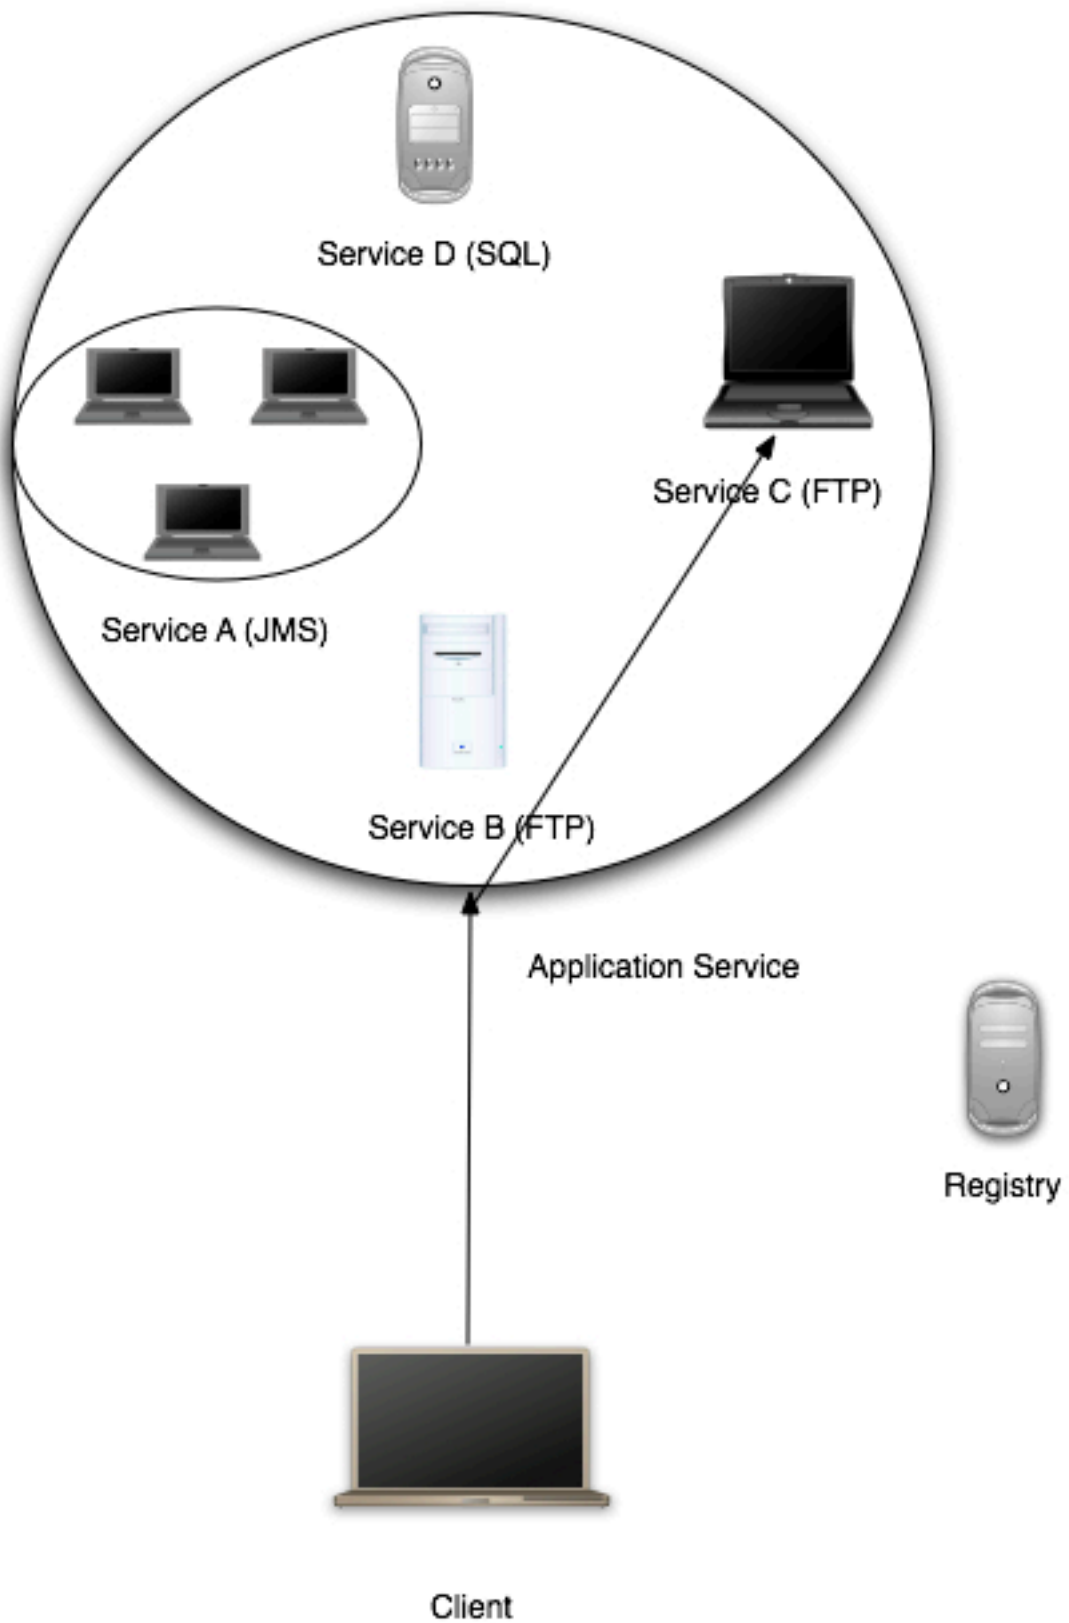 Service D (SQL)
Service C (FTP)
Service A (JMS)
Service B (FTP)
Application Service
Registry
Client